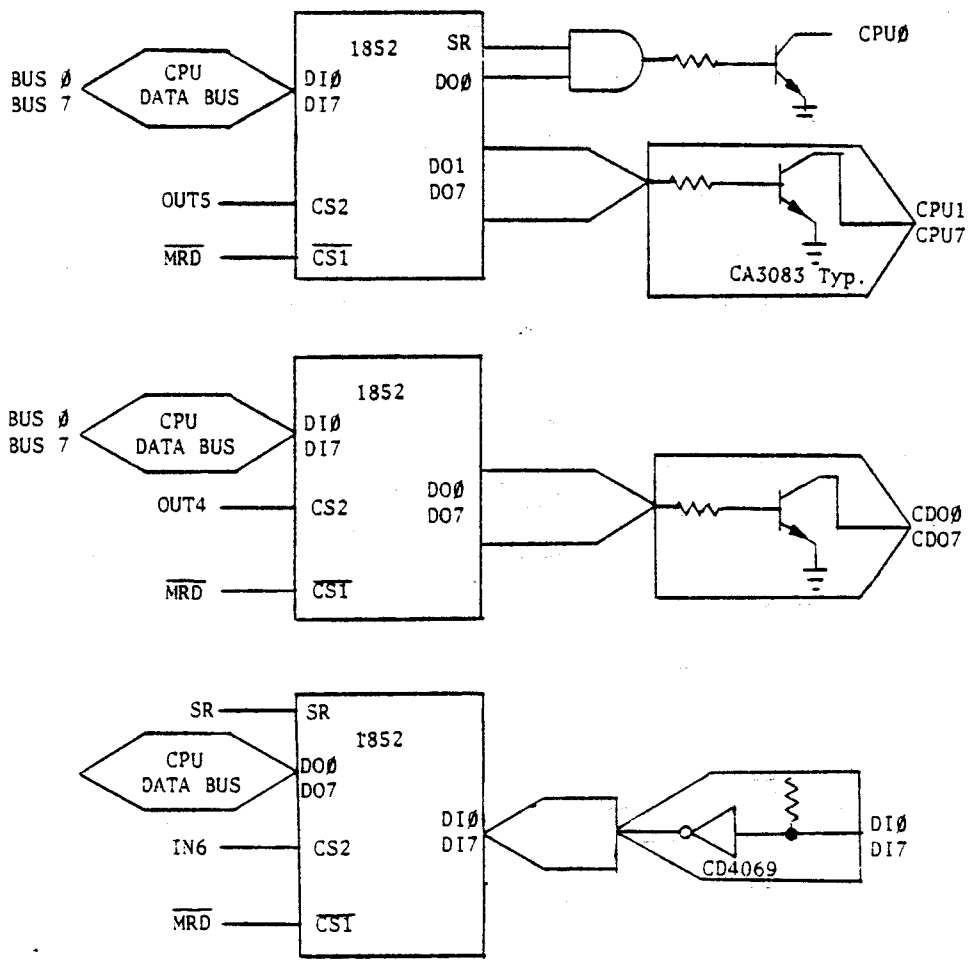 1852
SR
DOØ
CPUØ
BUS Ø
BUS 7
CPU
DATA BUS
DIØ
DI7
DO1
DO7
OUT5
CS2
MRD
CS1
CPU1
CPU7
CA3083 Typ.
1852
BUS Ø
BUS 7
CPU
DATA BUS
DIØ
DI7
DOØ
DO7
OUT4
CS2
MRD
CS1
CDOØ
CDO7
SR
SR
1852
CPU
DATA BUS
DOØ
DO7
DIØ
DI7
DIØ
DI7
IN6
CS2
CD4069
MRD
CS1